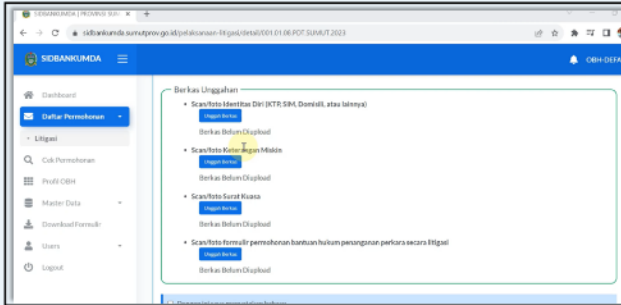 SIDBANKUMDA | PROVINSI SUM
sidbankumda.sumutprov.go.id/pelaksanaan-litigasi/detail/001.01.08.PDT.SUMUT.2023
SIDBANKUMDA
OBH-DEFA
Dashboard
Daftar Permohonan
Litigasi
Cek Permohonan
Profil OBH
Master Data
Download Formulir
Users
Logout
Berkas Unggahan
Scan/foto Identitas Diri (KTP, SIM, Domisili, atau lainnya)
Unggah Berkas
Berkas Belum Diupload
Scan/foto Keterangan Miskin
Unggah Berkas
Berkas Belum Diupload
Scan/foto Surat Kuasa
Unggah Berkas
Berkas Belum Diupload
Scan/foto formulir permohonan bantuan hukum penanganan perkara secara litigasi
Unggah Berkas
Berkas Belum Diupload